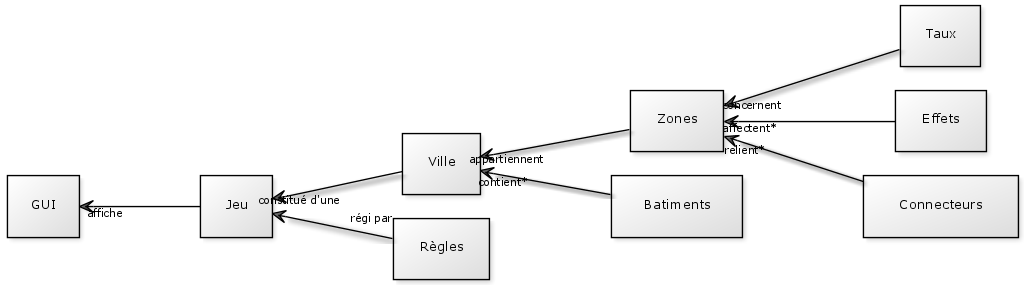 Taux
concernent
Zones
Effets
affectent*
relient*
Ville
appartiennent
contient*
Batiments
Connecteurs
GUI
affiche
Jeu
constitué d'une
régi par
Règles